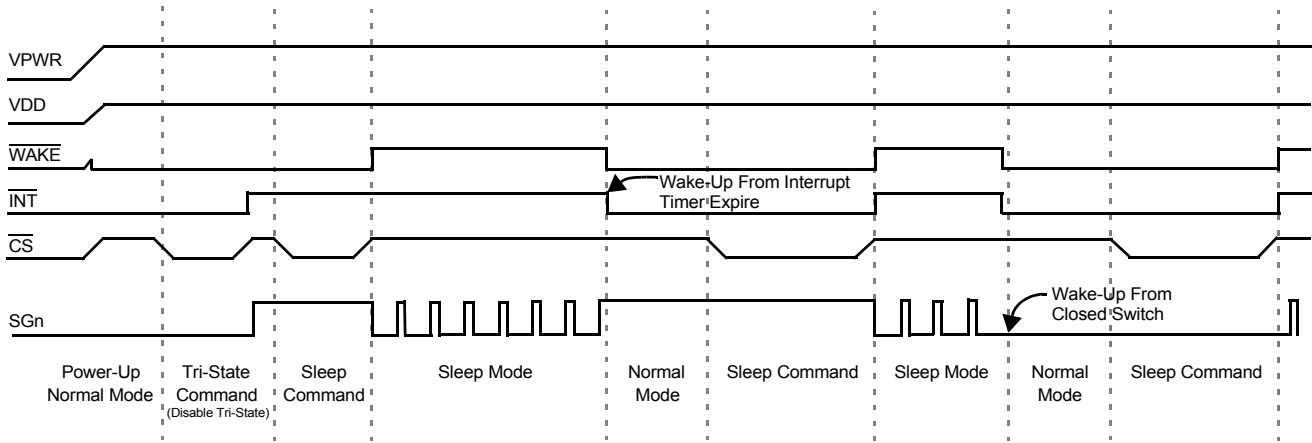 VPWR
VDD
WAKE
INT
Wake-Up From Interrupt
Timer Expire
CS
SGn
Wake-Up From
Closed Switch
Power-Up
Normal Mode
Tri-State
Command
(Disable Tri-State)
Sleep
Command
Sleep Mode
Normal
Mode
Sleep Command
Sleep Mode
Normal
Mode
Sleep Command